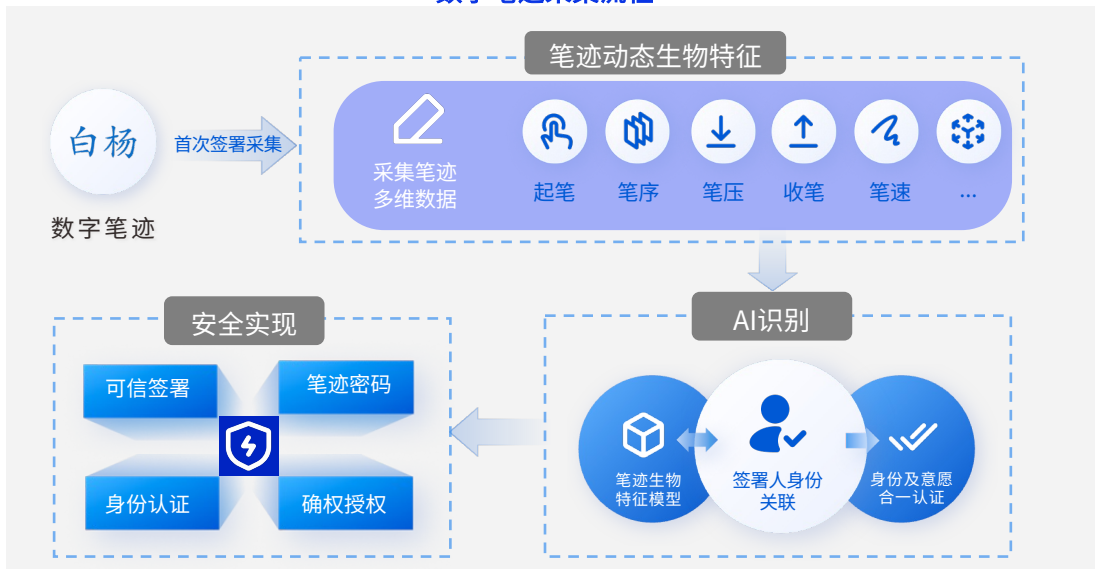 笔迹动态生物特征
白杨
首次签署采集
数字笔迹
采集笔迹
多维数据
起笔
笔序
笔压
收笔
笔速
...
AI识别
笔迹生物
特征模型
签署人身份
关联
身份及意愿
合一认证
安全实现
可信签署
笔迹密码
身份认证
确权授权